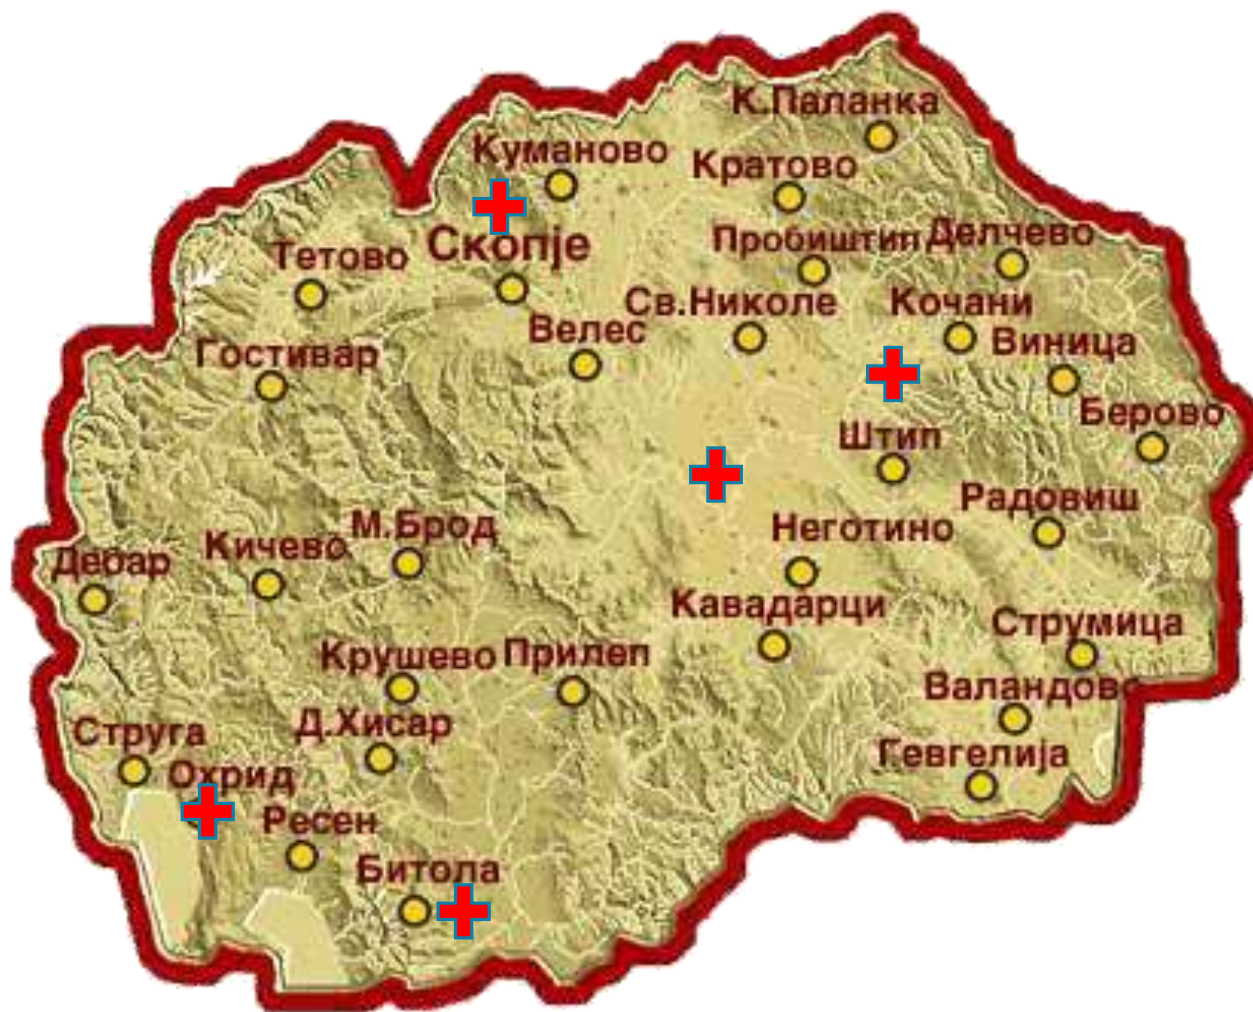 К.Паланка
Куманово
Кратово
Скопје
Пробиштип
Делчево
Тетово
Св.Николе
Кочани
Велес
Виница
Гостивар
Берово
Штип
Радовиш
М.Брод
Неготино
Кичево
Дебар
Кавадарци
Струмица
Крушево
Прилеп
Валандово
Струга
Д.Хисар
Гевгелија
Охрид
Ресен
Битола